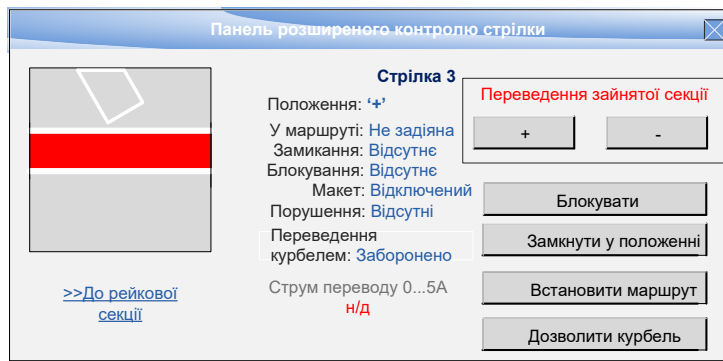 Панель розширеного контролю стрілки
Стрілка 3
Положення: ‘+’
У маршруті: Не задіяна
Замикання: Відсутнє
Блокування: Відсутнє
Макет: Відключений
Порушення: Відсутні
Переведення
курбелем: Заборонено
Струм переводу 0...5А
н/д
>>До рейкової
секції
Переведення зайнятої секції
+ -
Блокувати
Замкнути у положенні
Встановити маршрут
Дозволити курбель